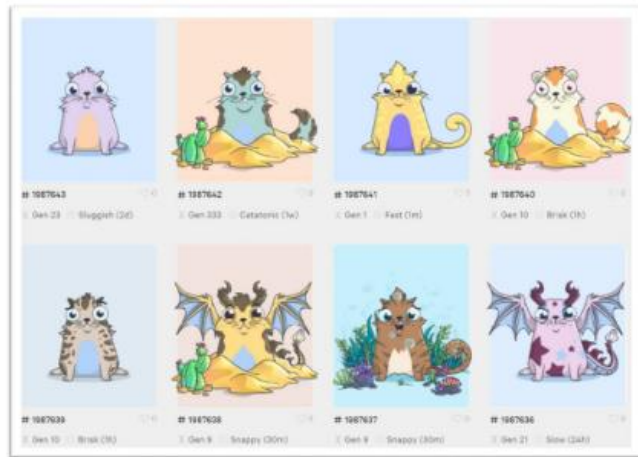 # 1987643
# 1987642
# 1987641
# 1987640
Gen 23 Sluggish (2d)
Gen 333 Catatonic (1w)
Gen 1 Fast (1m)
Gen 10 Brisk (1h)
# 1987639
# 1987638
# 1987637
# 1987636
Gen 10 Brisk (1h)
Gen 9 Snappy (30m)
Gen 9 Snappy (30m)
Gen 21 Slow (24h)